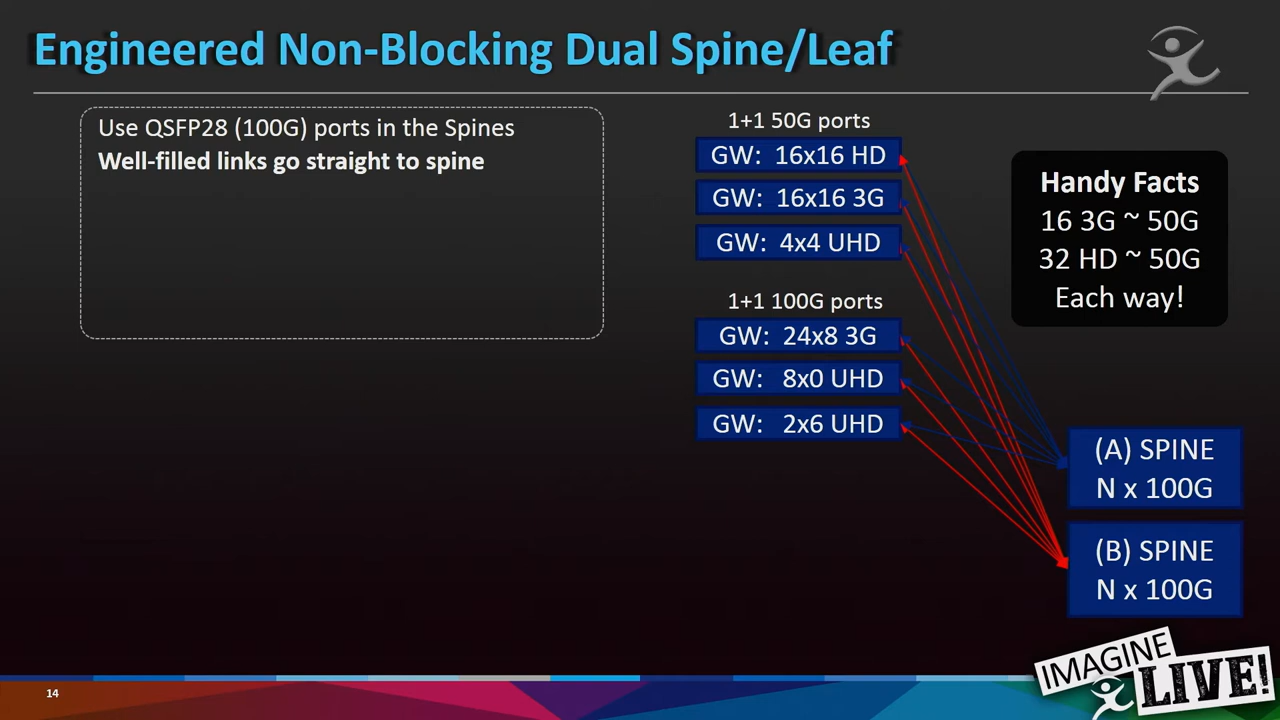 Engineered Non-Blocking Dual Spine/Leaf
Use QSFP28 (100G) ports in the Spines
Well-filled links go straight to spine
1+1 50G ports
GW: 16x16 HD
GW: 16x16 3G
GW: 4x4 UHD
1+1 100G ports
GW: 24x8 3G
GW: 8x0 UHD
GW: 2x6 UHD
Handy Facts
16 3G ~ 50G
32 HD ~ 50G
Each way!
(A) SPINE
N x 100G
(B) SPINE
N x 100G
14
IMAGINE
LIVE!